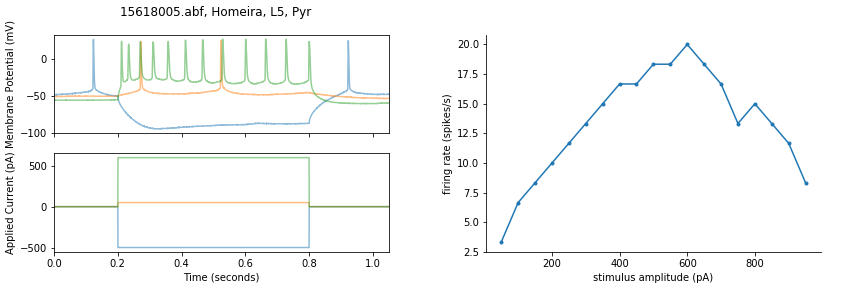 15618005.abf, Homeira, L5, Pyr
Membrane Potential (mV)
0
−50
−100
Applied Current (pA)
500
0
−500
0.0 0.2 0.4 0.6 0.8 1.0
Time (seconds)
firing rate (spikes/s)
20.0
17.5
15.0
12.5
10.0
7.5
5.0
2.5
200 400 600 800
stimulus amplitude (pA)